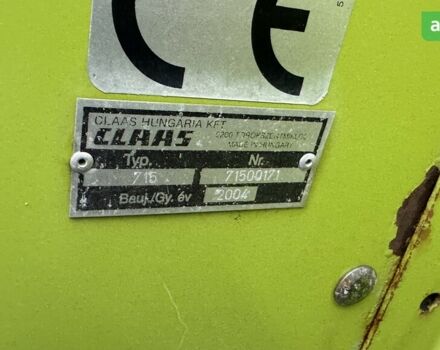 CE
CLAAS HUNGARIA KFT
CLAAS
MADE IN HUNGARY
Typ. Nr.
715 71500171
Bauj./Gy. év 2004